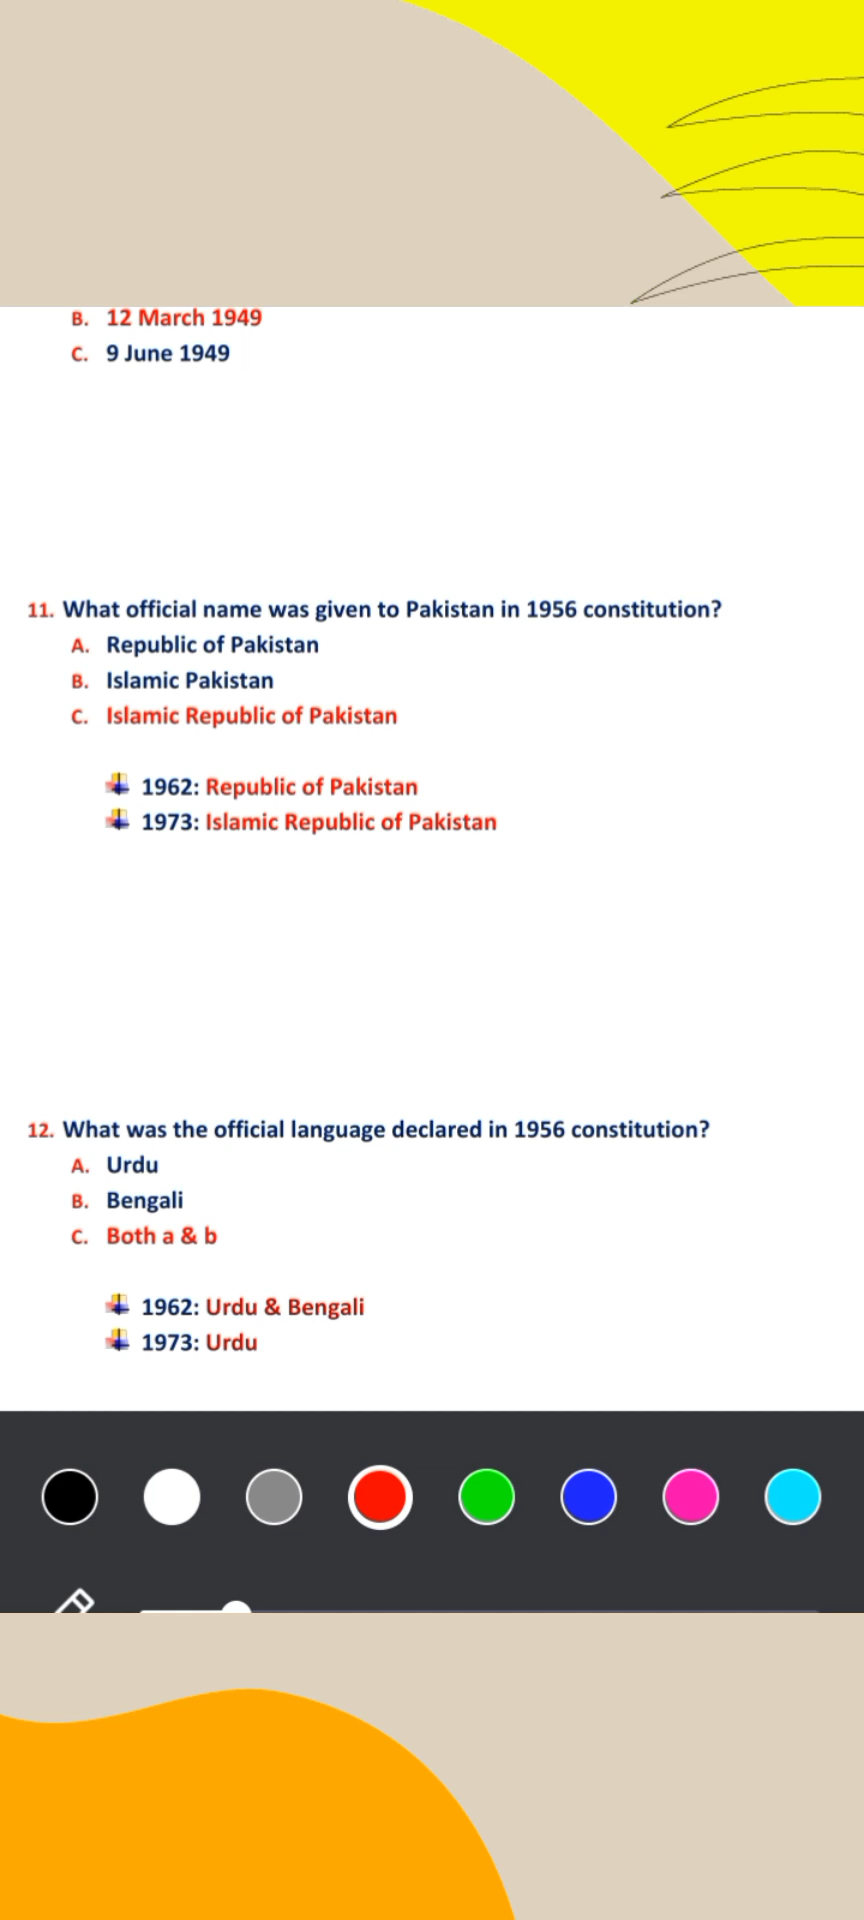 B. 12 March 1949
C. 9 June 1949
11. What official name was given to Pakistan in 1956 constitution?
A. Republic of Pakistan
B. Islamic Pakistan
C. Islamic Republic of Pakistan
1962: Republic of Pakistan
1973: Islamic Republic of Pakistan
12. What was the official language declared in 1956 constitution?
A. Urdu
B. Bengali
C. Both a & b
1962: Urdu & Bengali
1973: Urdu